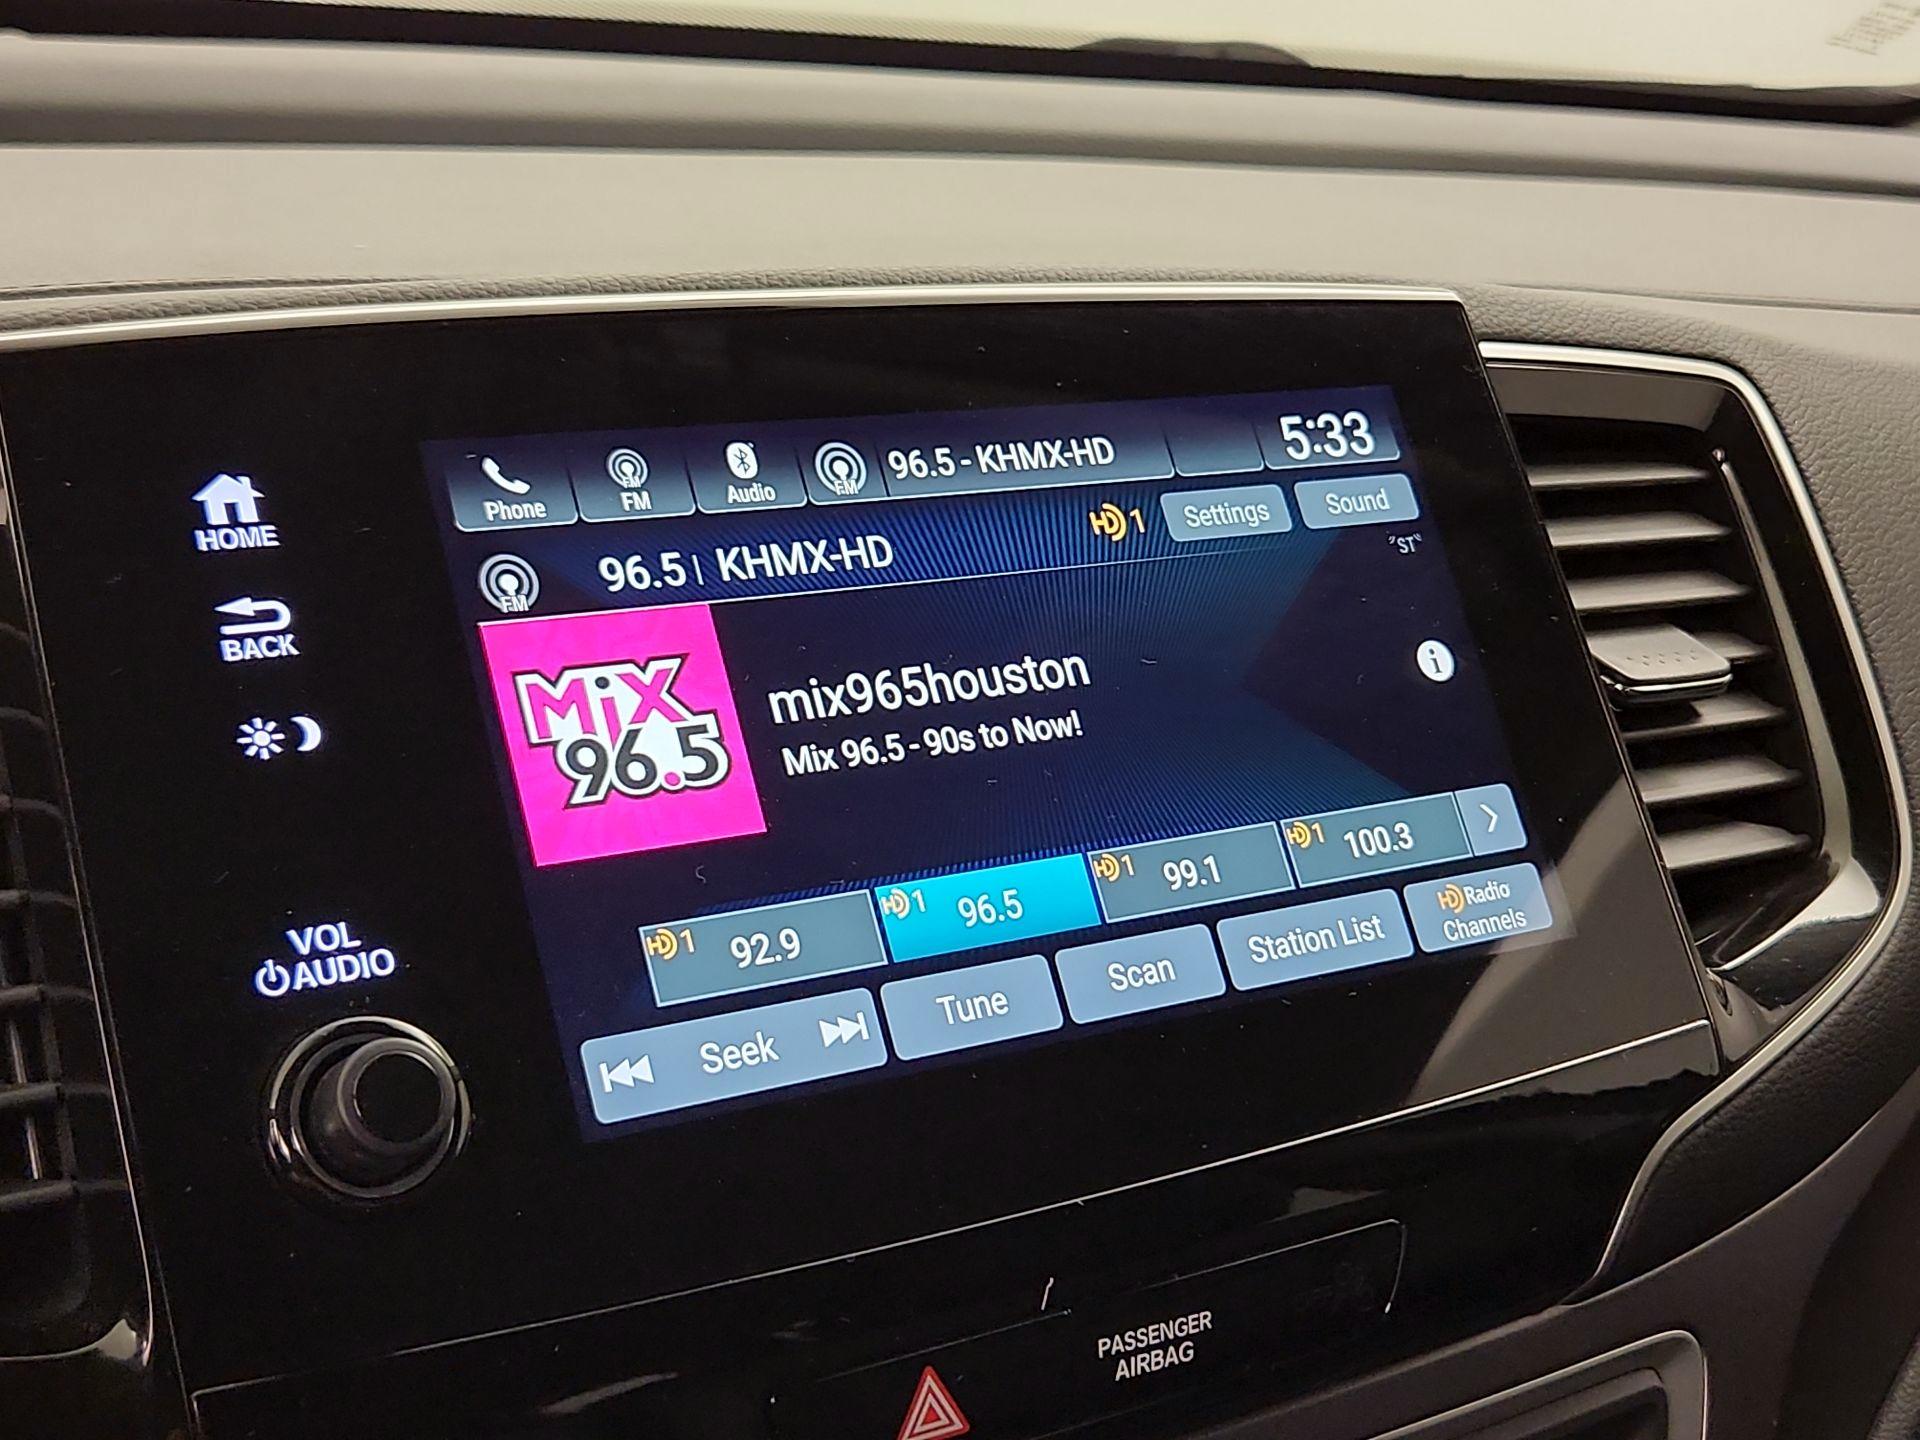 Phone
FM
FM
Audio
FM
96.5 - KHMX-HD
5:33
HD 1
Settings
Sound
FM
96.5 | KHMX-HD
"ST"
MiX
96.5
mix965houston
Mix 96.5 - 90s to Now!
i
HD 1 92.9
HD 1 96.5
HD 1 99.1
HD 1 100.3
Seek
Tune
Scan
Station List
HD Radio
Channels
HOME
BACK
VOL
AUDIO
PASSENGER
AIRBAG